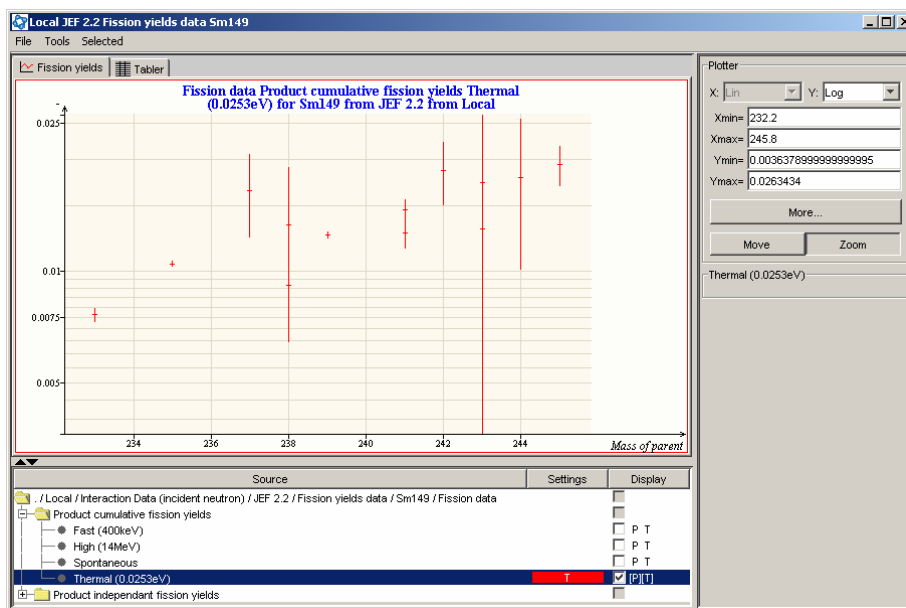 Local JEF 2.2 Fission yields data Sm149
File Tools Selected
Fission yields Tabler
Fission data Product cumulative fission yields Thermal
(0.0253eV) for Sm149 from JEF 2.2 from Local
0.025
0.01
0.0075
0.005
234 236 238 240 242 244
Mass of parent
Plotter
X: Lin Y: Log
Xmin= 232.2
Xmax= 245.8
Ymin= 0.0036378999999999995
Ymax= 0.0263434
More...
Move Zoom
Thermal (0.0253eV)
Source Settings Display
. / Local / Interaction Data (incident neutron) / JEF 2.2 / Fission yields data / Sm149 / Fission data
Product cumulative fission yields
Fast (400keV) P T
High (14MeV) P T
Spontaneous P T
Thermal (0.0253eV) T [P][T]
Product independant fission yields